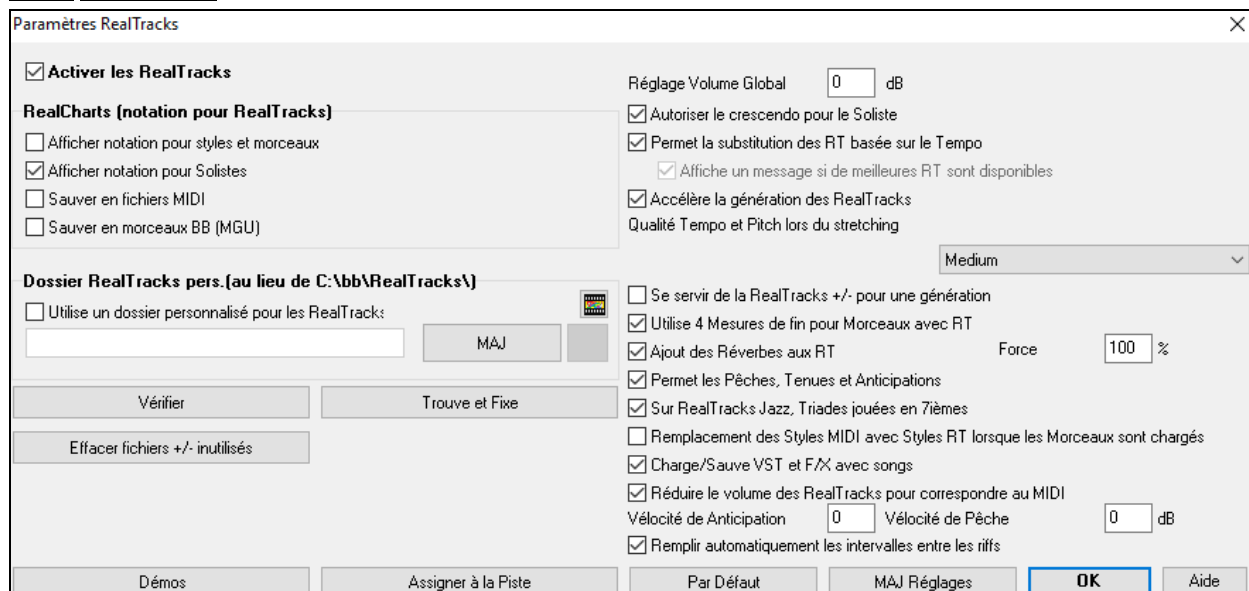 Paramètres RealTracks
Activer les RealTracks
RealCharts (notation pour RealTracks)
Afficher notation pour styles et morceaux
Afficher notation pour Solistes
Sauver en fichiers MIDI
Sauver en morceaux BB (MGU)
Dossier RealTracks pers.(au lieu de C:\bb\RealTracks\)
Utilise un dossier personnalisé pour les RealTracks
MAJ
Vérifier
Trouve et Fixe
Effacer fichiers +/- inutilisés
Réglage Volume Global 0 dB
Autoriser le crescendo pour le Soliste
Permet la substitution des RT basée sur le Tempo
Affiche un message si de meilleures RT sont disponibles
Accélère la génération des RealTracks
Qualité Tempo et Pitch lors du stretching
Medium
Se servir de la RealTracks +/- pour une génération
Utilise 4 Mesures de fin pour Morceaux avec RT
Ajout des Réverbes aux RT Force 100 %
Permet les Pêches, Tenues et Anticipations
Sur RealTracks Jazz, Triades jouées en 7ièmes
Remplacement des Styles MIDI avec Styles RT lorsque les Morceaux sont chargés
Charge/Sauve VST et F/X avec songs
Réduire le volume des RealTracks pour correspondre au MIDI
Vélocité de Anticipation 0 Vélocité de Pêche 0 dB
Remplir automatiquement les intervalles entre les riffs
Démos
Assigner à la Piste
Par Défaut
MAJ Réglages
OK
Aide